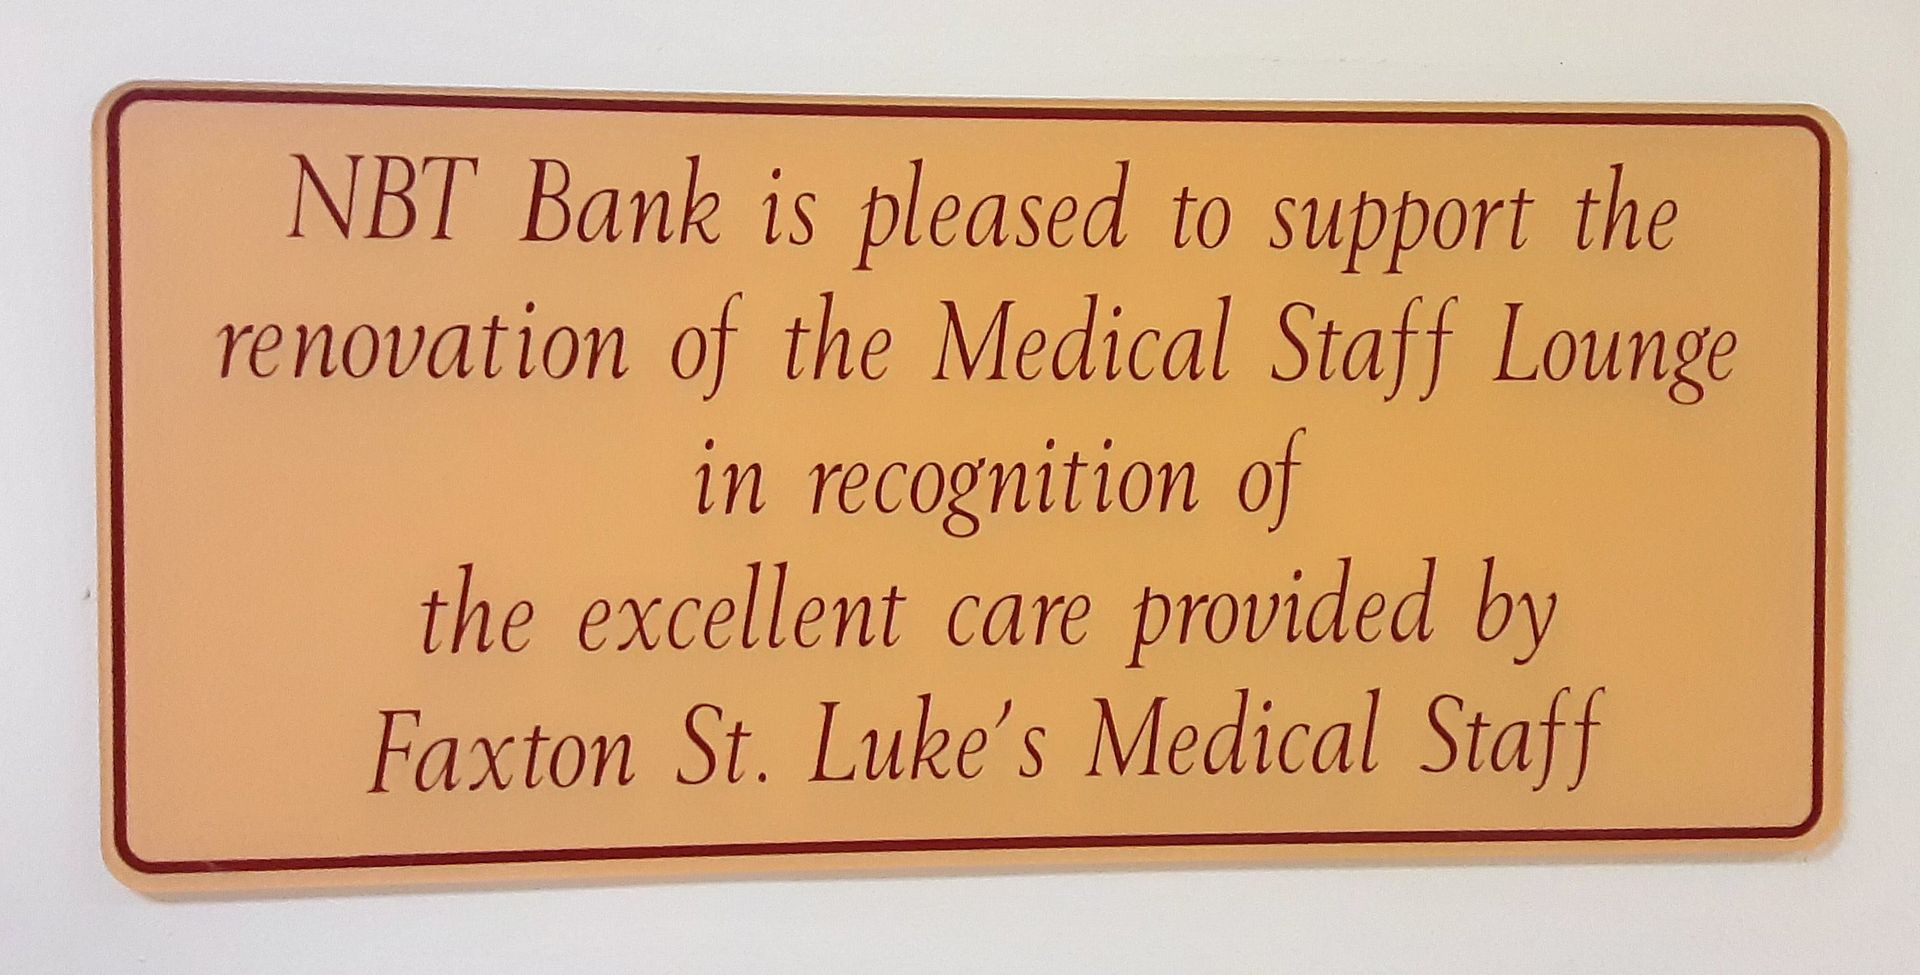 NBT Bank is pleased to support the
renovation of the Medical Staff Lounge
in recognition of
the excellent care provided by
Faxton St. Luke's Medical Staff